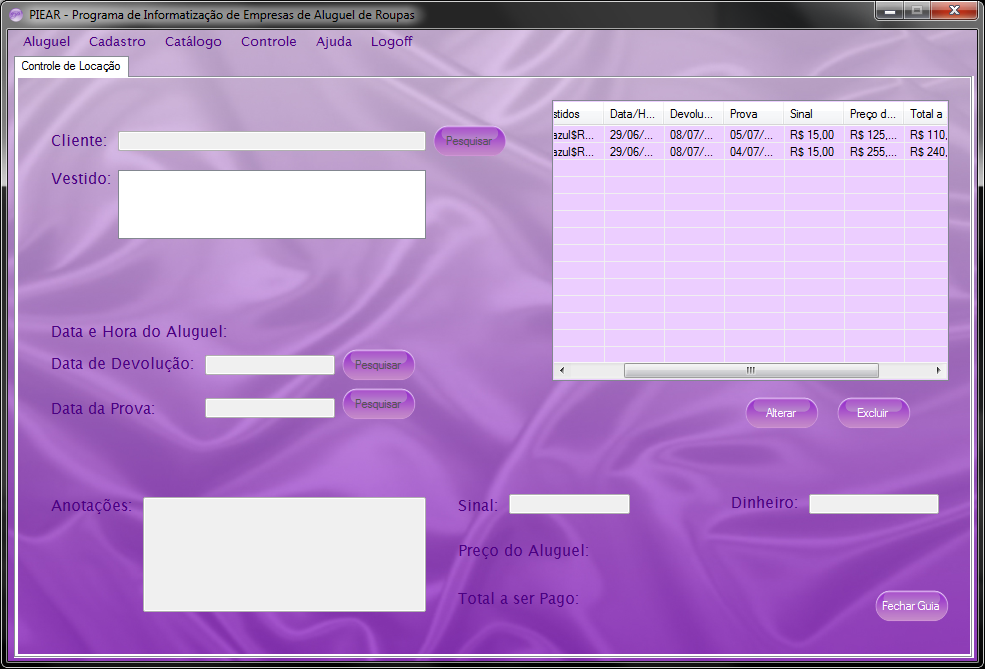 PIEAR - Programa de Informatização de Empresas de Aluguel de Roupas
Aluguel Cadastro Catálogo Controle Ajuda Logoff
Controle de Locação
Cliente: Pesquisar
Vestido:
stidos Data/H... Devolu... Prova Sinal Preço d... Total a
azul$R... 29/06/... 08/07/... 05/07/... R$ 15,00 R$ 125,... R$ 110,
azul$R... 29/06/... 08/07/... 04/07/... R$ 15,00 R$ 255,... R$ 240,
Data e Hora do Aluguel:
Data de Devolução: Pesquisar
Data da Prova: Pesquisar
Alterar Excluir
Anotações:
Sinal:
Dinheiro:
Preço do Aluguel:
Total a ser Pago:
Fechar Guia